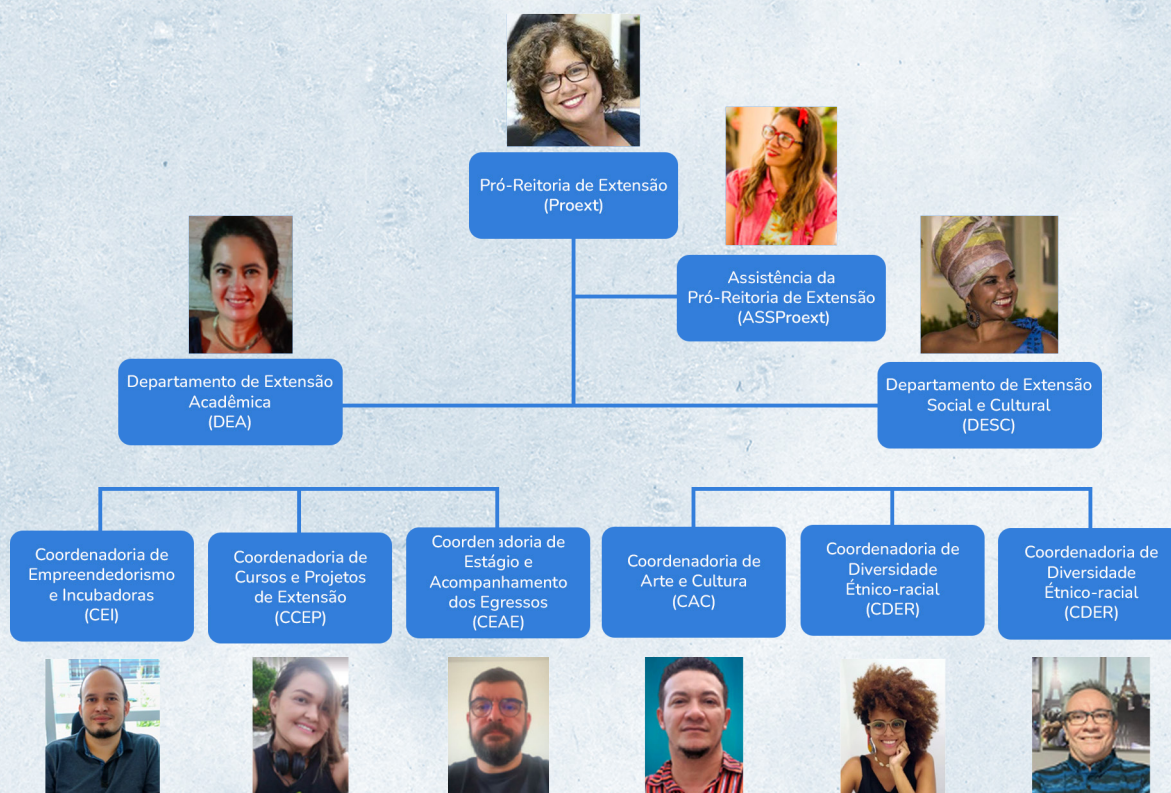 Pró-Reitoria de Extensão
(Proext)
Assistência da
Pró-Reitoria de Extensão
(ASSProext)
Departamento de Extensão
Acadêmica
(DEA)
Departamento de Extensão
Social e Cultural
(DESC)
Coordenadoria de
Empreendedorismo
e Incubadoras
(CEI)
Coordenadoria de
Cursos e Projetos
de Extensão
(CCEP)
Coordenadoria de
Estágio e
Acompanhamento
dos Egressos
(CEAE)
Coordenadoria de
Arte e Cultura
(CAC)
Coordenadoria de
Diversidade
Étnico-racial
(CDER)
Coordenadoria de
Diversidade
Étnico-racial
(CDER)